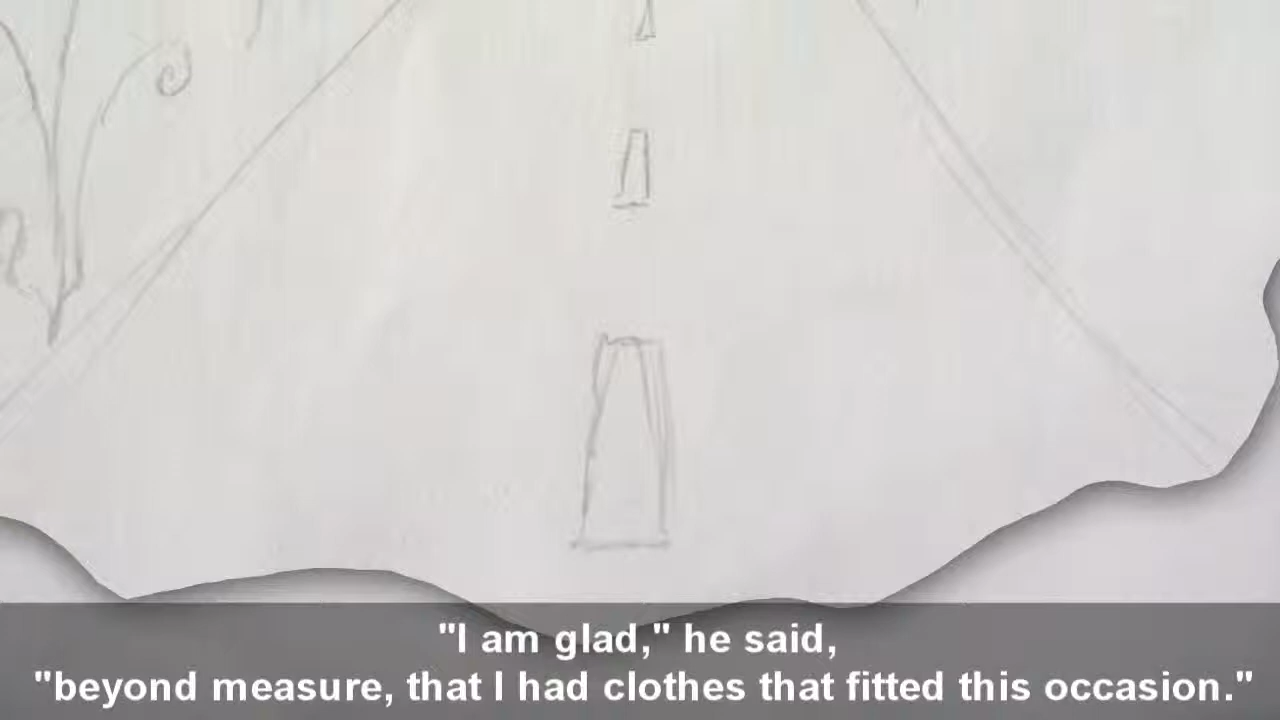 "I am glad," he said,
"beyond measure, that I had clothes that fitted this occasion."